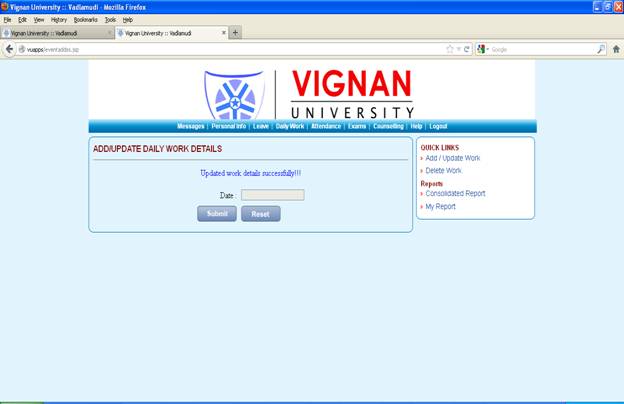 Vignan University :: Vadlamudi - Mozilla Firefox
File Edit View History Bookmarks Tools Help
Vignan University :: Vadlamudi
Vignan University :: Vadlamudi
vuapps/eventaddss.jsp
Google
VIGNAN
UNIVERSITY
Messages | Personal Info | Leave | Daily Work | Attendance | Exams | Counselling | Help | Logout
ADD/UPDATE DAILY WORK DETAILS
Updated work details successfully!!!
Date :
Submit Reset
QUICK LINKS
Add / Update Work
Delete Work
Reports
Consolidated Report
My Report